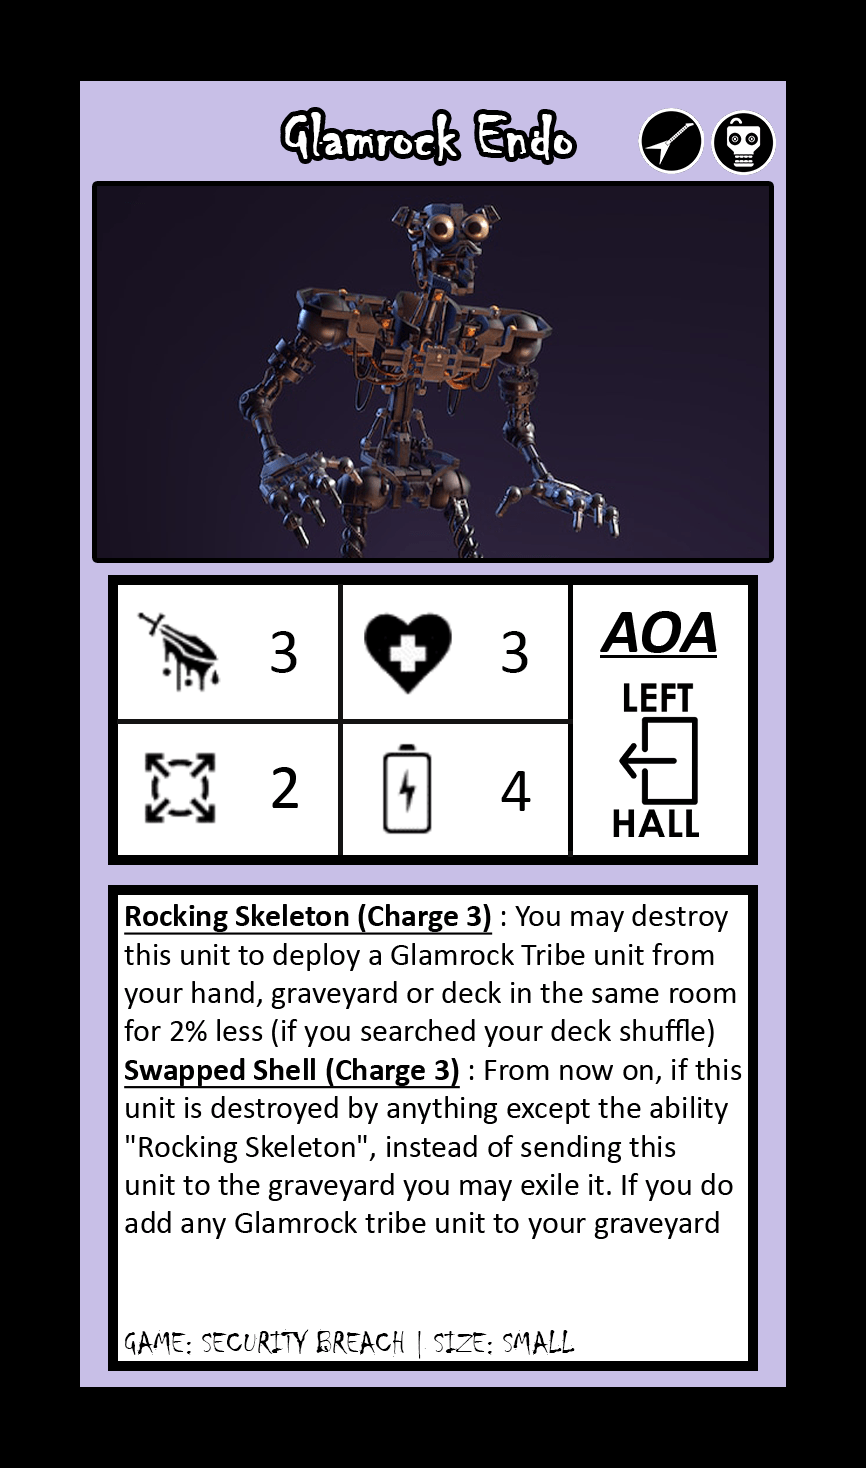 Glamrock Endo
3
3
AOA
LEFT
HALL
2
4
Rocking Skeleton (Charge 3) : You may destroy
this unit to deploy a Glamrock Tribe unit from
your hand, graveyard or deck in the same room
for 2% less (if you searched your deck shuffle)
Swapped Shell (Charge 3) : From now on, if this
unit is destroyed by anything except the ability
"Rocking Skeleton", instead of sending this
unit to the graveyard you may exile it. If you do
add any Glamrock tribe unit to your graveyard
GAME: SECURITY BREACH | SIZE: SMALL